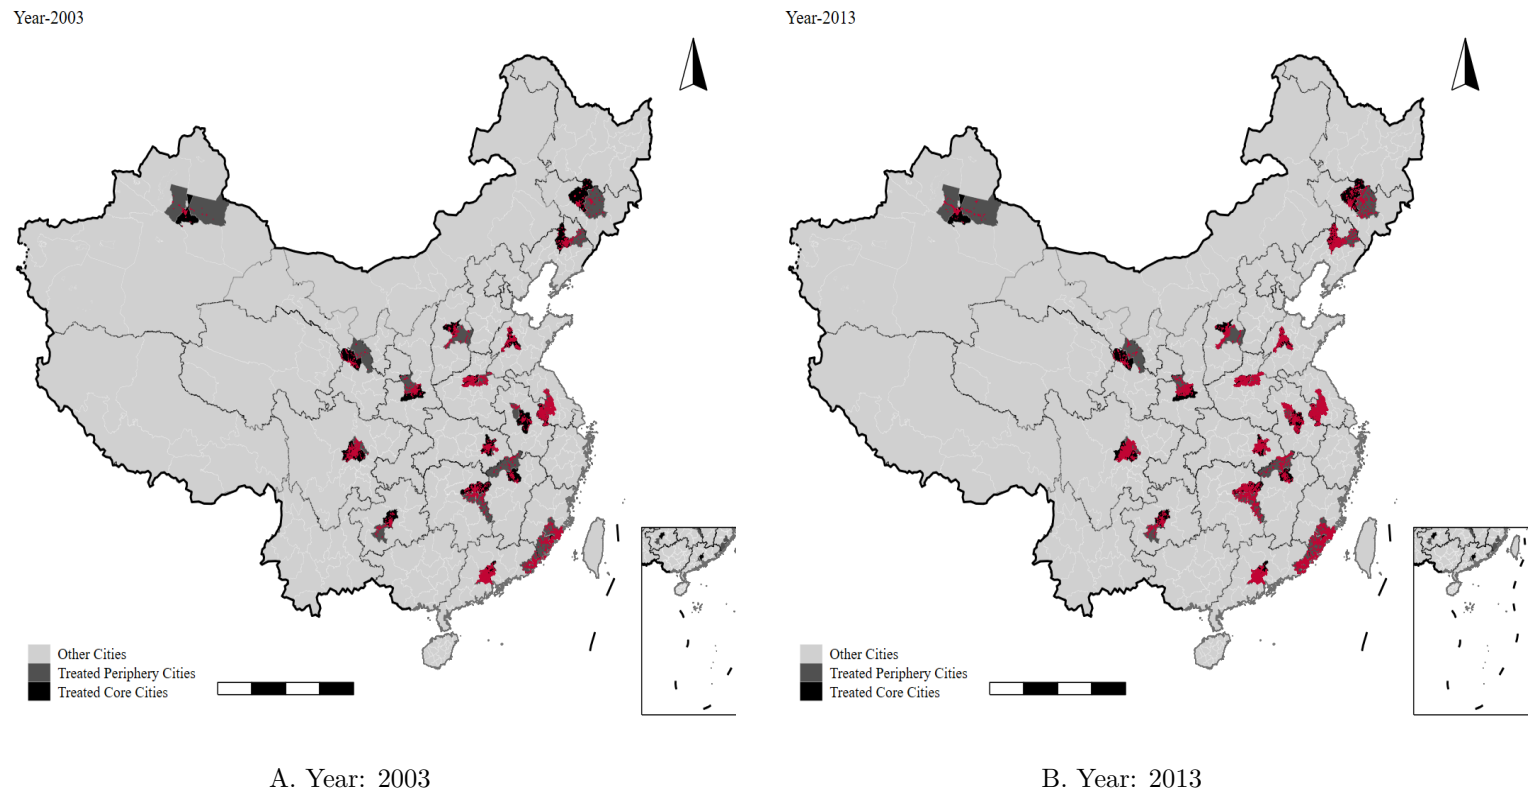 Year-2003
Other Cities
Treated Periphery Cities
Treated Core Cities
A. Year: 2003
Year-2013
Other Cities
Treated Periphery Cities
Treated Core Cities
B. Year: 2013